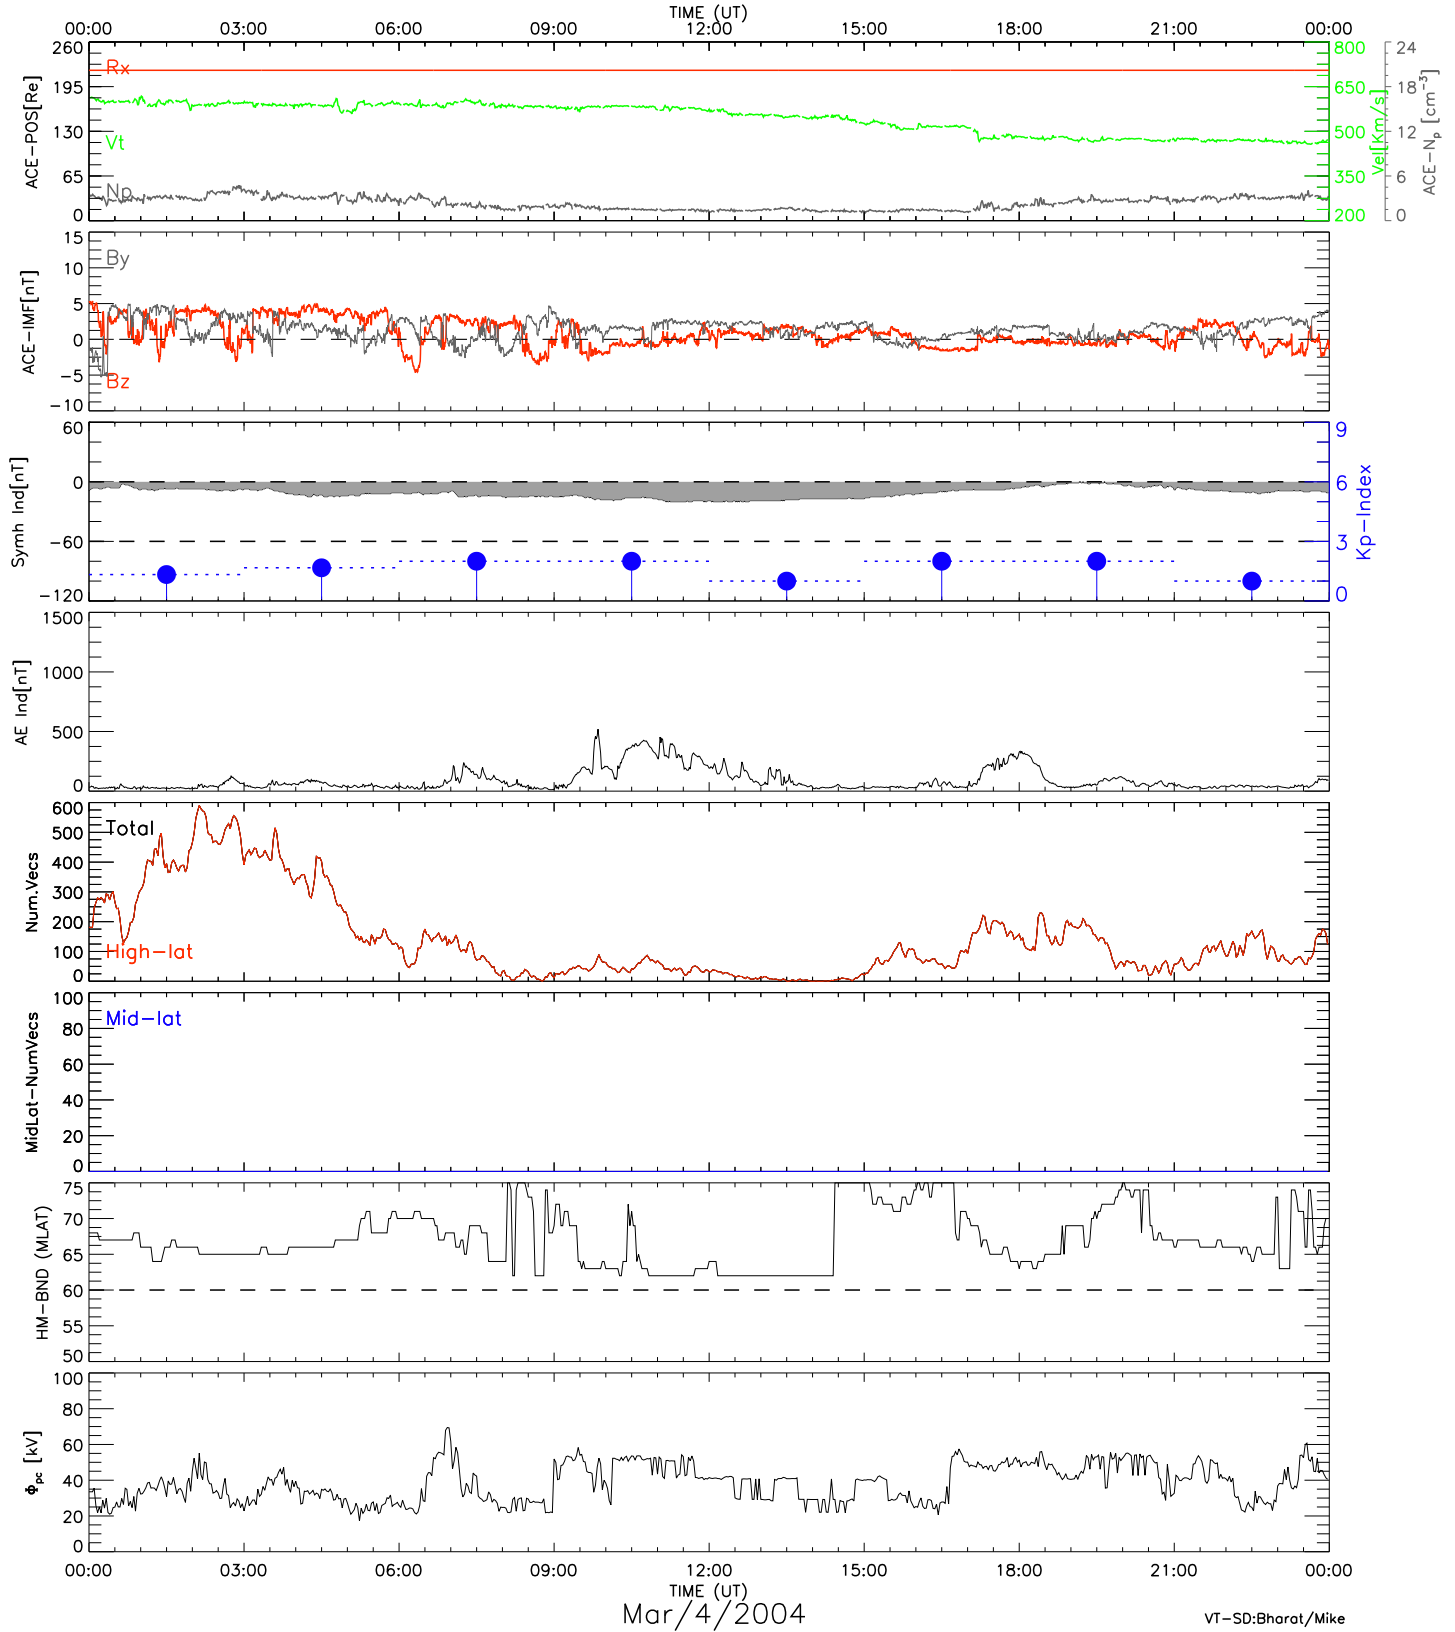 TIME (UT)
00:00 03:00 06:00 09:00 12:00 15:00 18:00 21:00 00:00
260 195 130 65 0
ACE-POS[Re]
Rx
Vt
Np
800 650 500 350 200
Vel[Km/s]
24 18 12 6 0
ACE-Np [cm⁻³]
15 10 5 0 -5 -10
ACE-IMF[nT]
By
Bz
60 0 -60 -120
Symh Ind[nT]
9 6 3 0
Kp-Index
1500 1000 500 0
AE Ind[nT]
600 500 400 300 200 100 0
Num.Vecs
Total
High-lat
100 80 60 40 20 0
MidLat-NumVecs
Mid-lat
75 70 65 60 55 50
HM-BND (MLAT)
100 80 60 40 20 0
Φpc [kV]
00:00 03:00 06:00 09:00 12:00 15:00 18:00 21:00 00:00
TIME (UT)
Mar/4/2004
VT-SD:Bharat/Mike